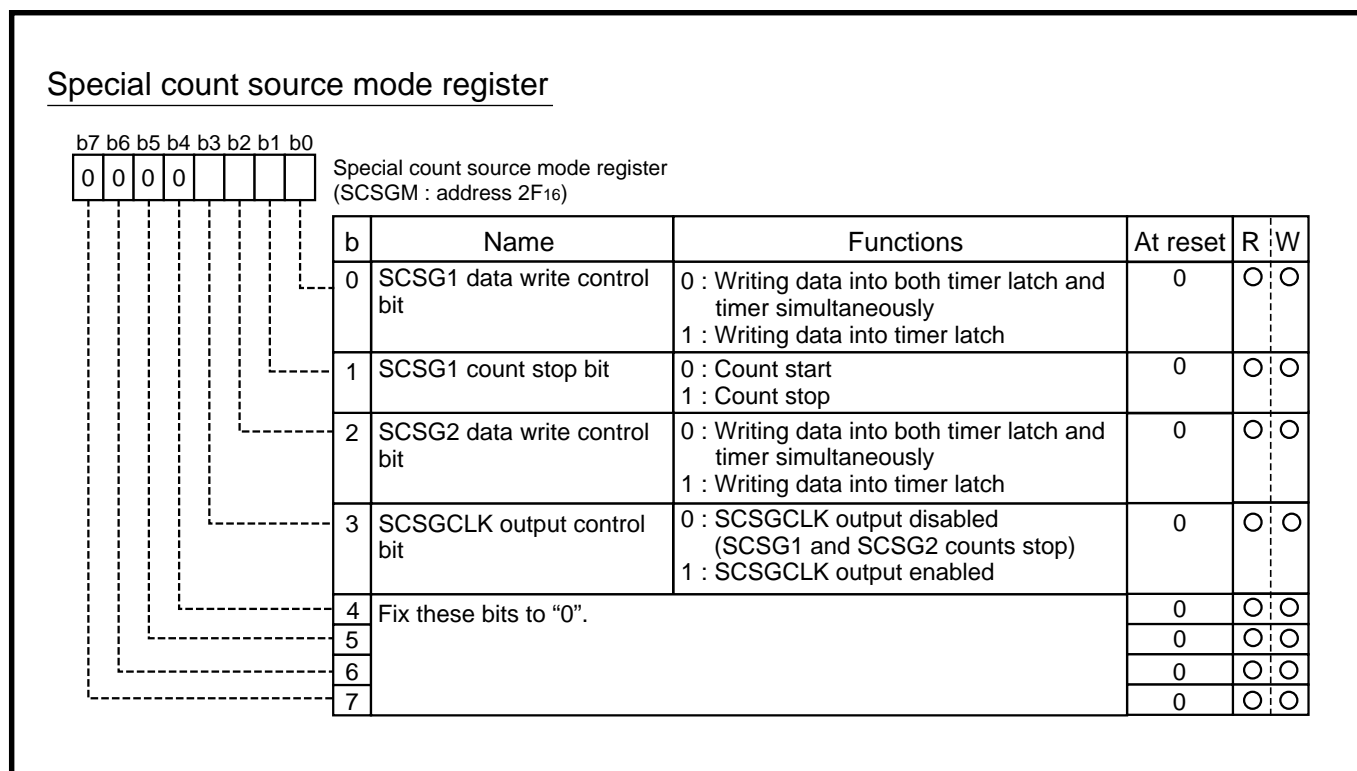 Special count source mode register
b7 b6 b5 b4 b3 b2 b1 b0
0 0 0 0
Special count source mode register
(SCSGM : address 2F16)
b Name Functions At reset R W
0 SCSG1 data write control bit 0 : Writing data into both timer latch and timer simultaneously 0 ○ ○
1 : Writing data into timer latch
1 SCSG1 count stop bit 0 : Count start 0 ○ ○
1 : Count stop
2 SCSG2 data write control bit 0 : Writing data into both timer latch and timer simultaneously 0 ○ ○
1 : Writing data into timer latch
3 SCSGCLK output control bit 0 : SCSGCLK output disabled 0 ○ ○
(SCSG1 and SCSG2 counts stop)
1 : SCSGCLK output enabled
4 Fix these bits to “0”. 0 ○ ○
5 0 ○ ○
6 0 ○ ○
7 0 ○ ○